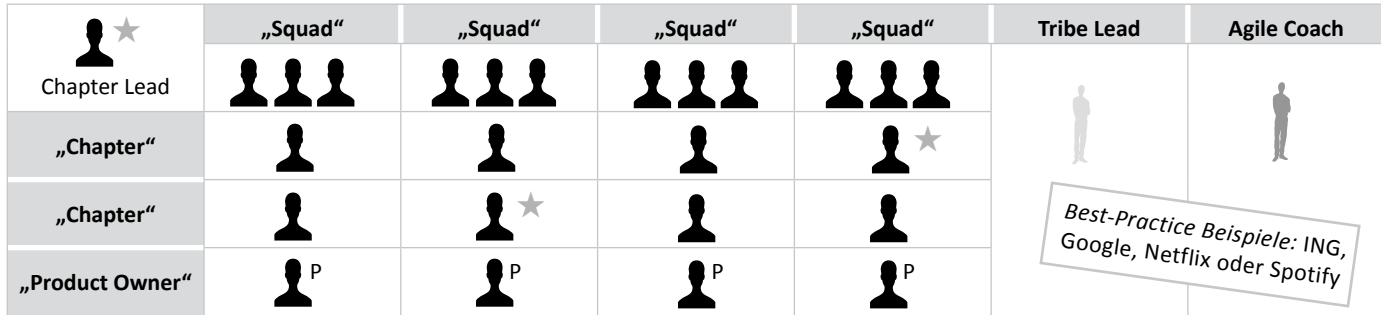 „Squad“ „Squad“ „Squad“ „Squad“ Tribe Lead Agile Coach
Chapter Lead
„Chapter“
„Chapter“
„Product Owner“ P P P P
Best-Practice Beispiele: ING,
Google, Netflix oder Spotify